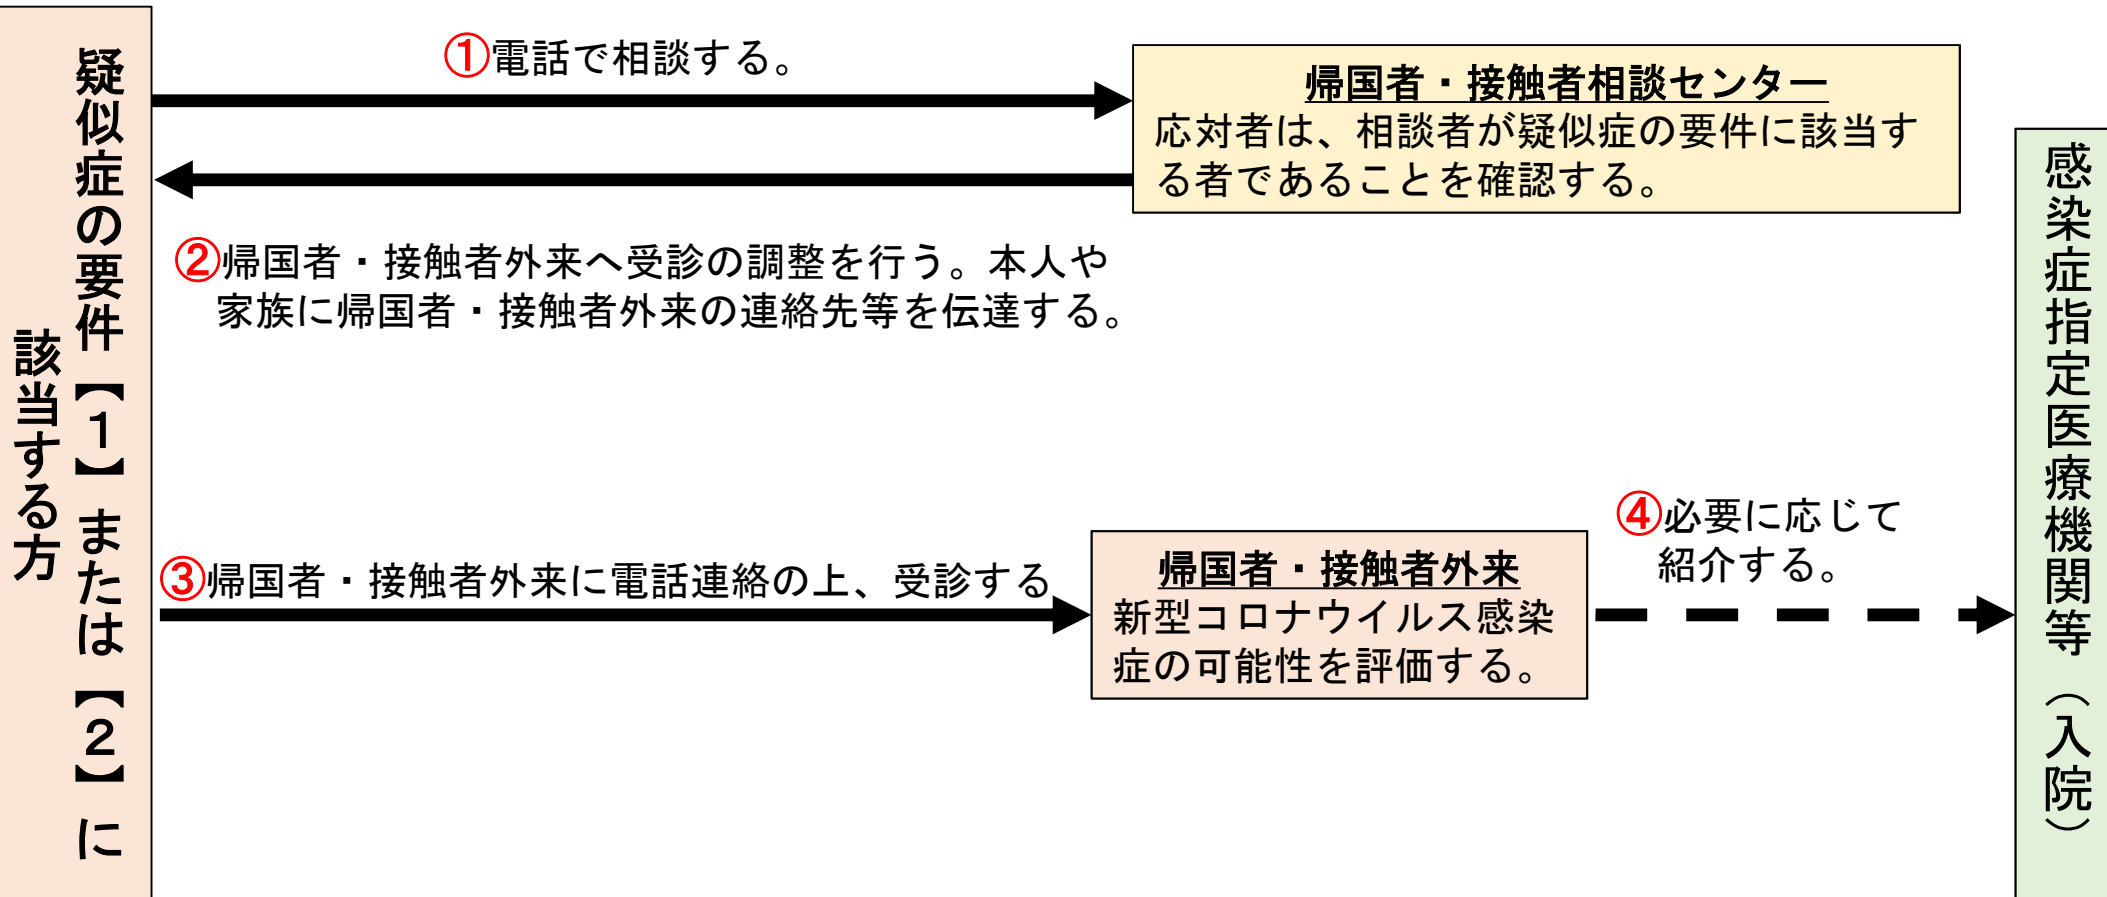 疑似症の要件【１】または【２】に
該当する方
①電話で相談する。
帰国者・接触者相談センター
応対者は、相談者が疑似症の要件に該当す
る者であることを確認する。
②帰国者・接触者外来へ受診の調整を行う。本人や
家族に帰国者・接触者外来の連絡先等を伝達する。
③帰国者・接触者外来に電話連絡の上、受診する
帰国者・接触者外来
新型コロナウイルス感染
症の可能性を評価する。
④必要に応じて
紹介する。
感染症指定医療機関等（入院）